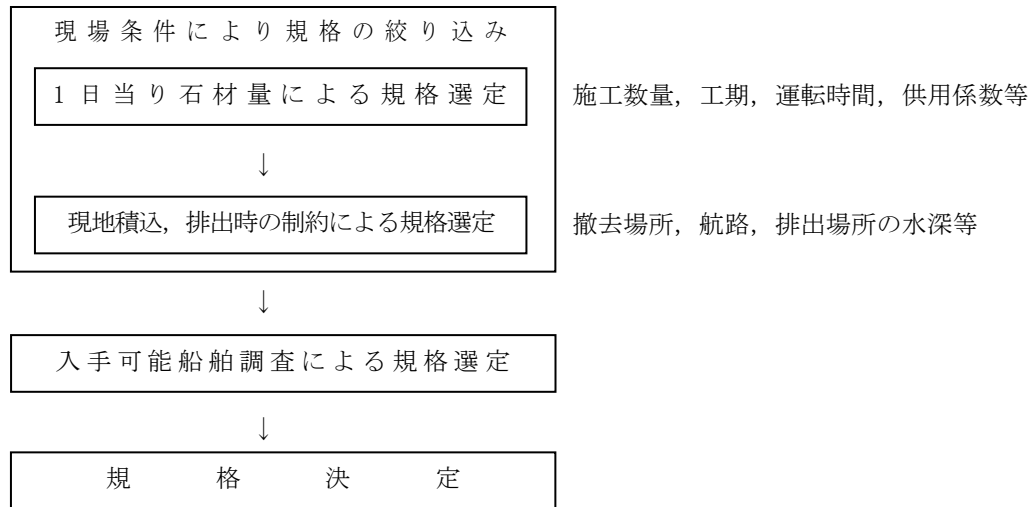 現場条件により規格の絞り込み
1日当り石材量による規格選定
施工数量，工期，運転時間，供用係数等
↓
現地積込，排出時の制約による規格選定
撤去場所，航路，排出場所の水深等
↓
入手可能船舶調査による規格選定
↓
規格決定